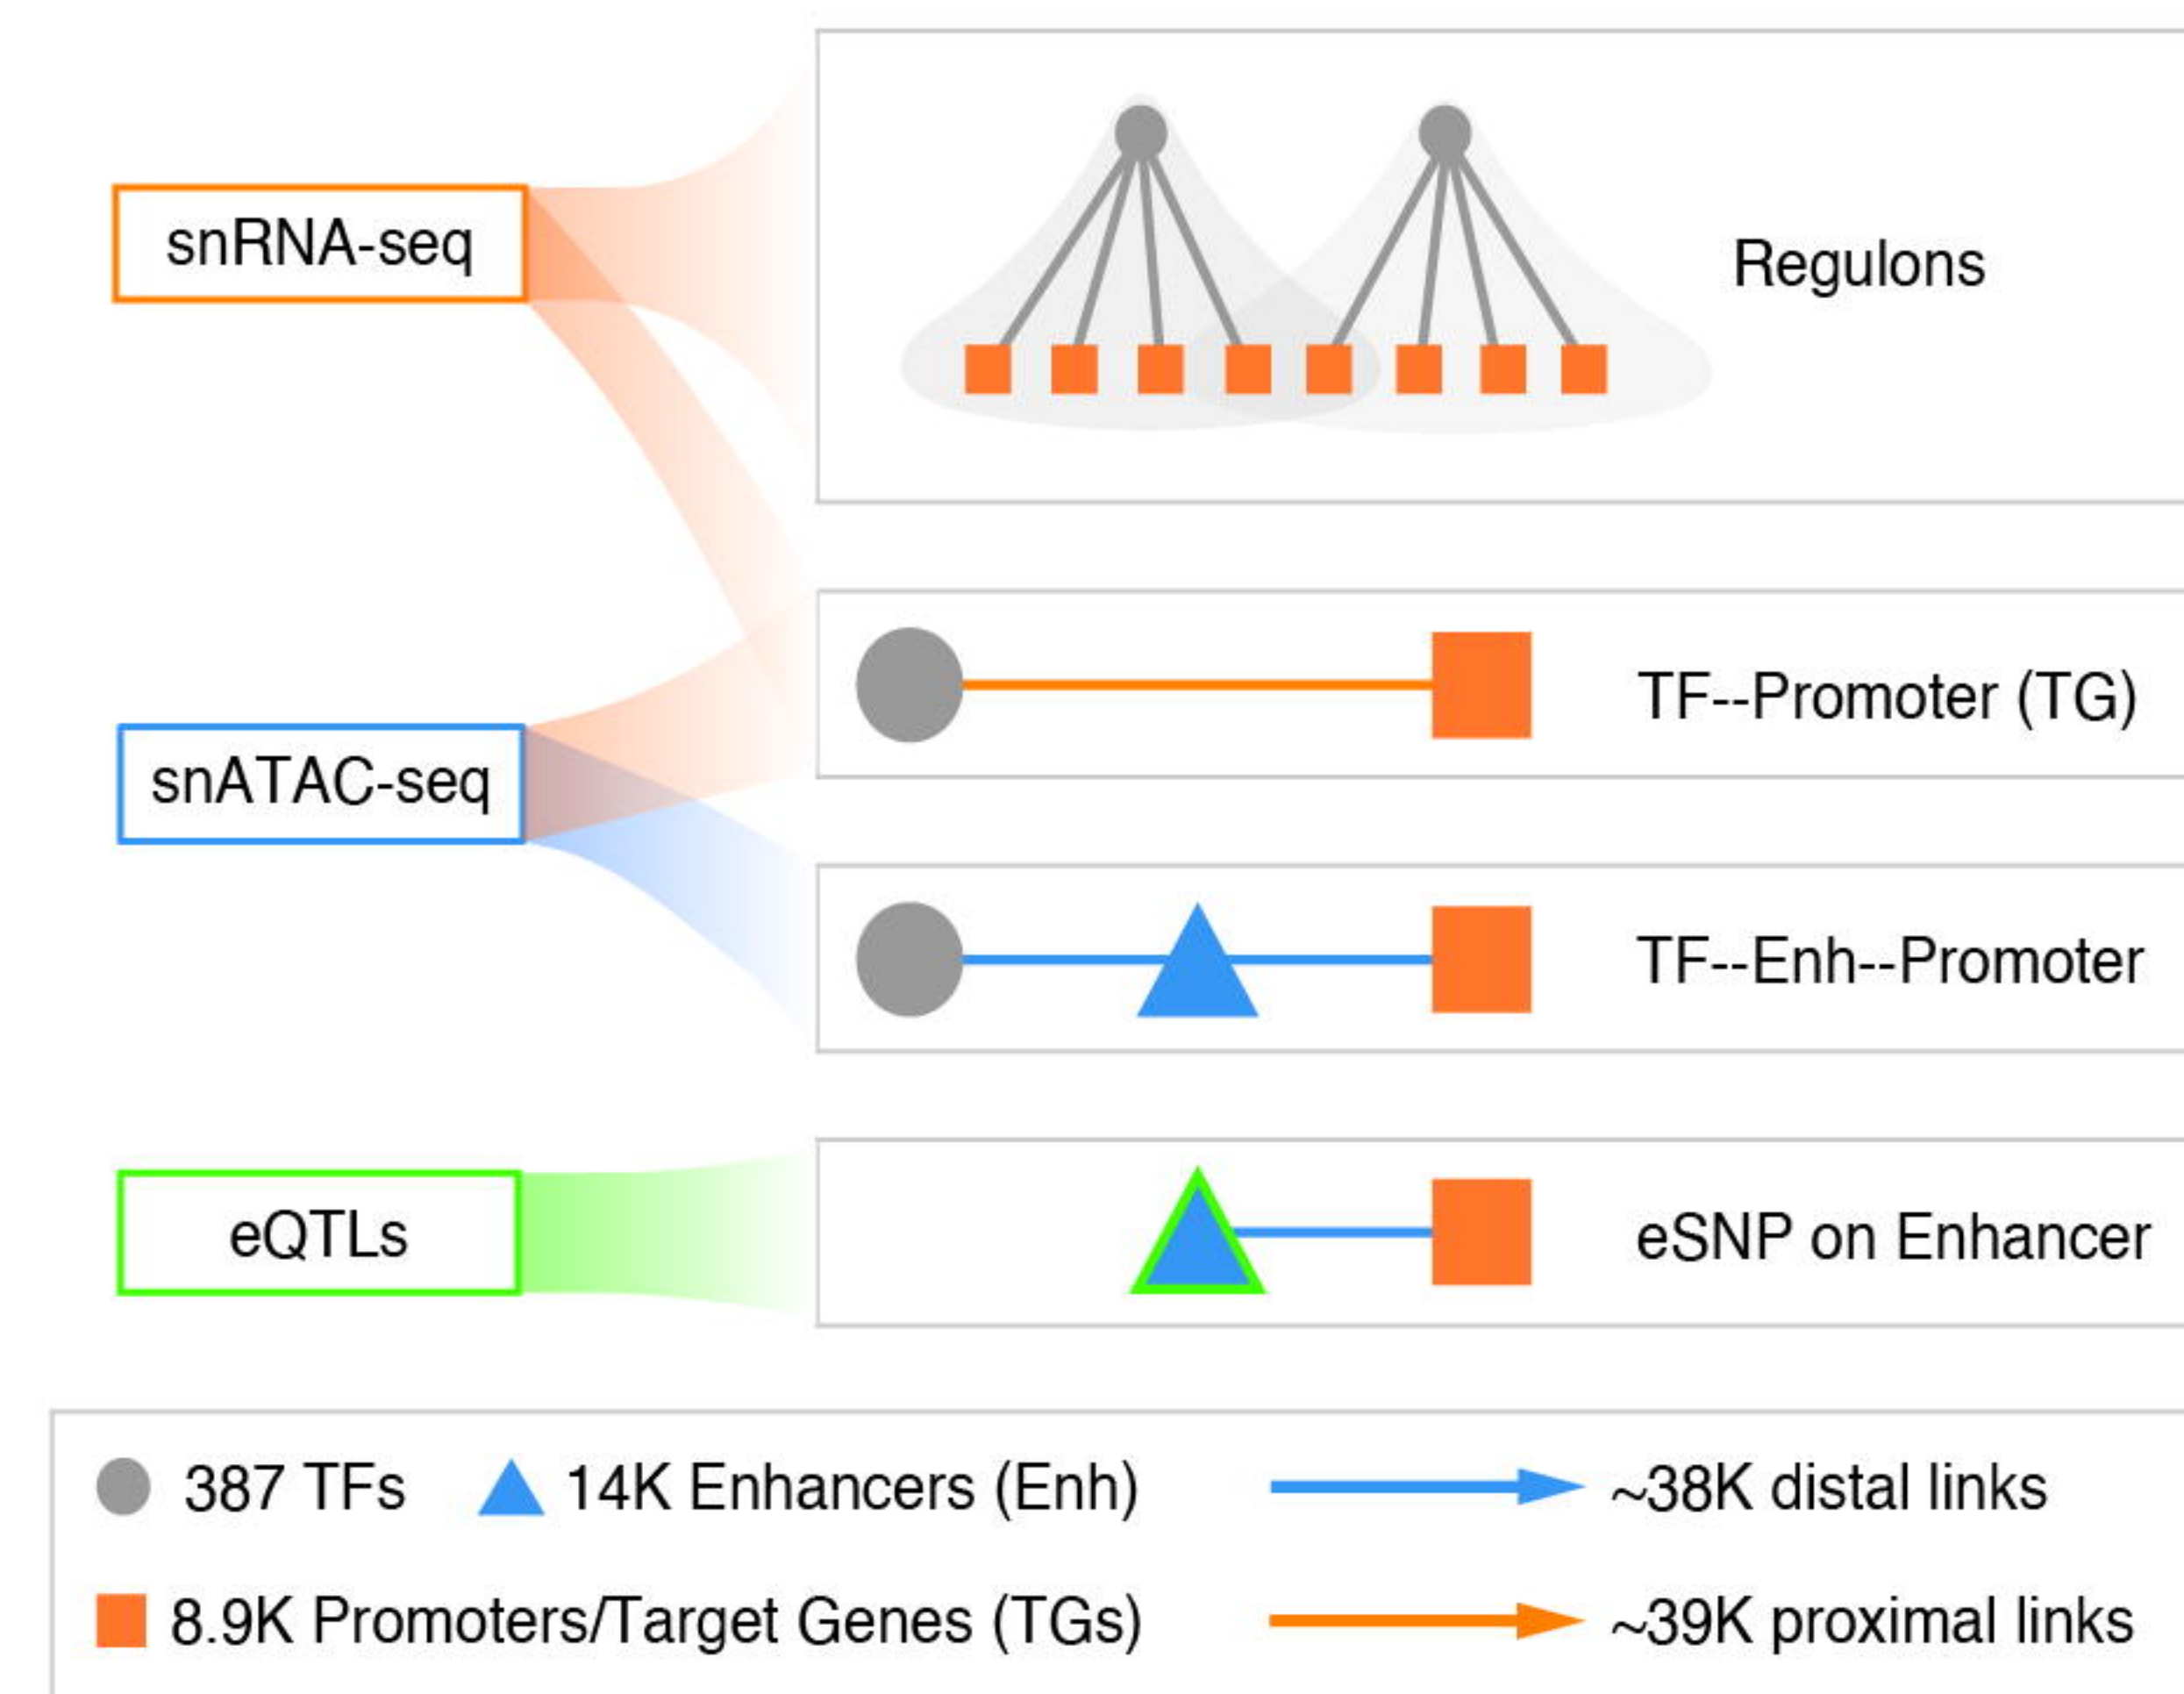 snRNA-seq
Regulons
snATAC-seq
TF--Promoter (TG)
TF--Enh--Promoter
eQTLs
eSNP on Enhancer
387 TFs
14K Enhancers (Enh)
~38K distal links
8.9K Promoters/Target Genes (TGs)
~39K proximal links